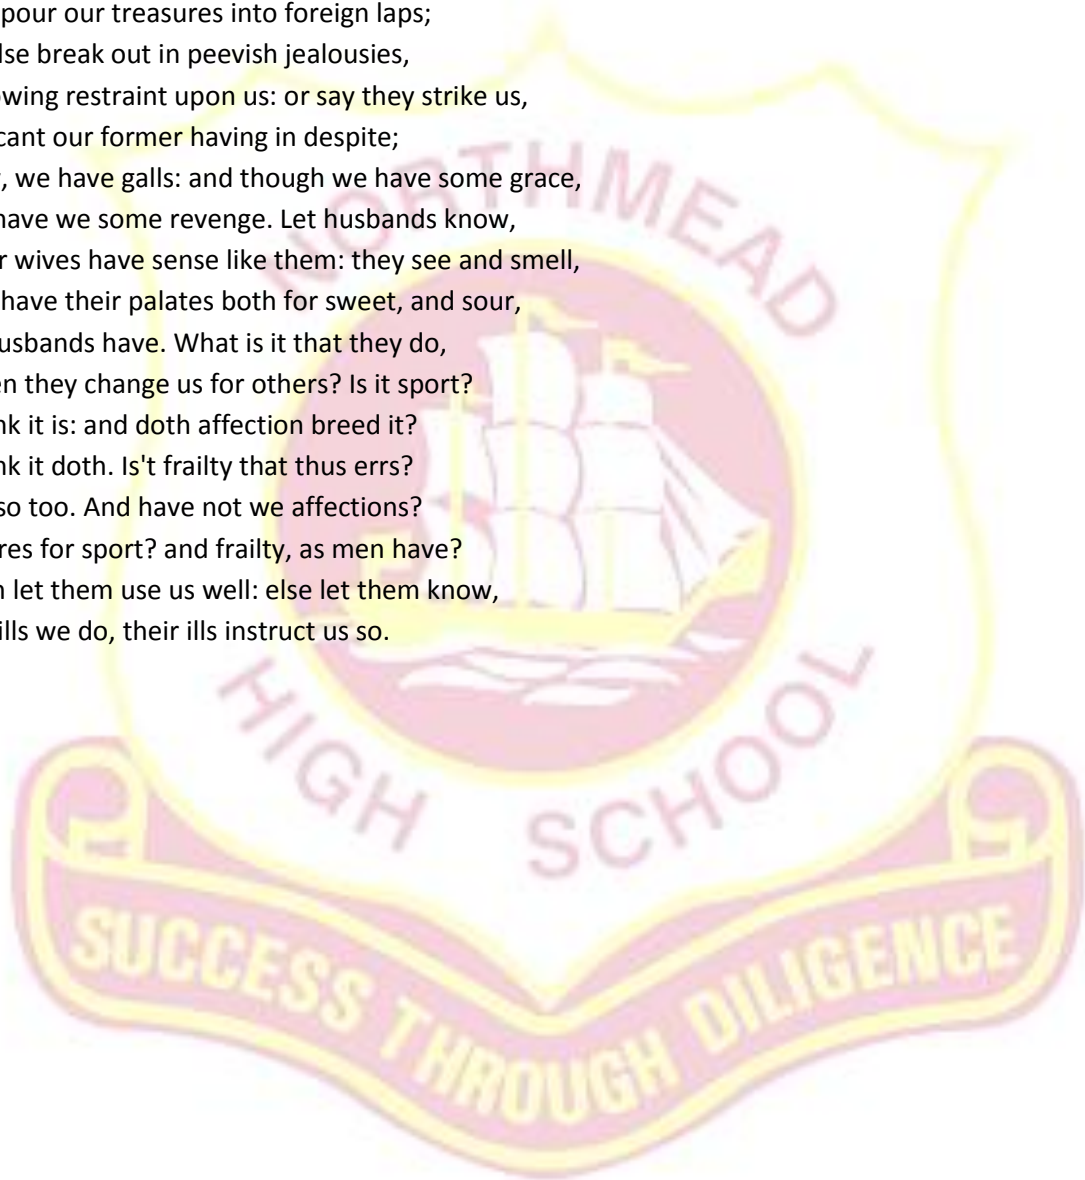 pour our treasures into foreign laps;
lse break out in peevish jealousies,
owing restraint upon us: or say they strike us,
cant our former having in despite;
, we have galls: and though we have some grace,
have we some revenge. Let husbands know,
r wives have sense like them: they see and smell,
have their palates both for sweet, and sour,
usbands have. What is it that they do,
en they change us for others? Is it sport?
nk it is: and doth affection breed it?
nk it doth. Is't frailty that thus errs?
so too. And have not we affections?
res for sport? and frailty, as men have?
n let them use us well: else let them know,
ills we do, their ills instruct us so.
NORTHMEAD
HIGH SCHOOL
SUCCESS THROUGH DILIGENCE